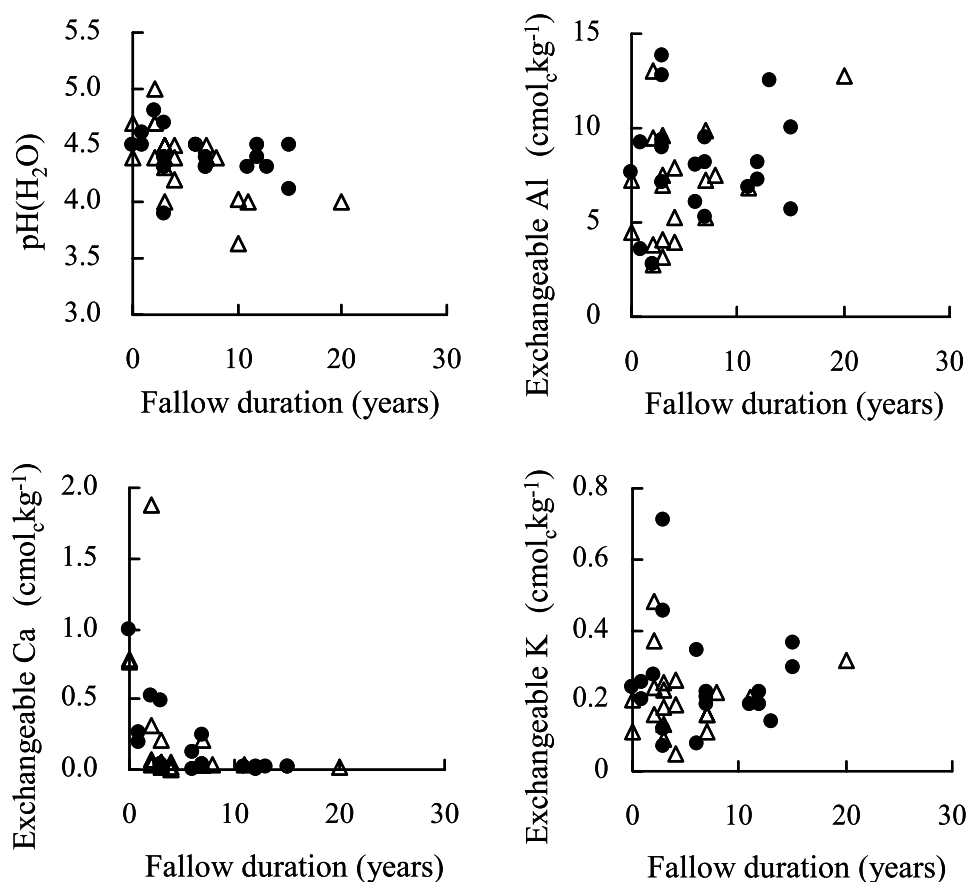 pH(H₂O)
5.5
5.0
4.5
4.0
3.5
3.0
0 10 20 30
Fallow duration (years)
Exchangeable Al (cmol_c kg⁻¹)
15
10
5
0
0 10 20 30
Fallow duration (years)
Exchangeable Ca (cmol_c kg⁻¹)
2.0
1.5
1.0
0.5
0.0
0 10 20 30
Fallow duration (years)
Exchangeable K (cmol_c kg⁻¹)
0.8
0.6
0.4
0.2
0
0 10 20 30
Fallow duration (years)